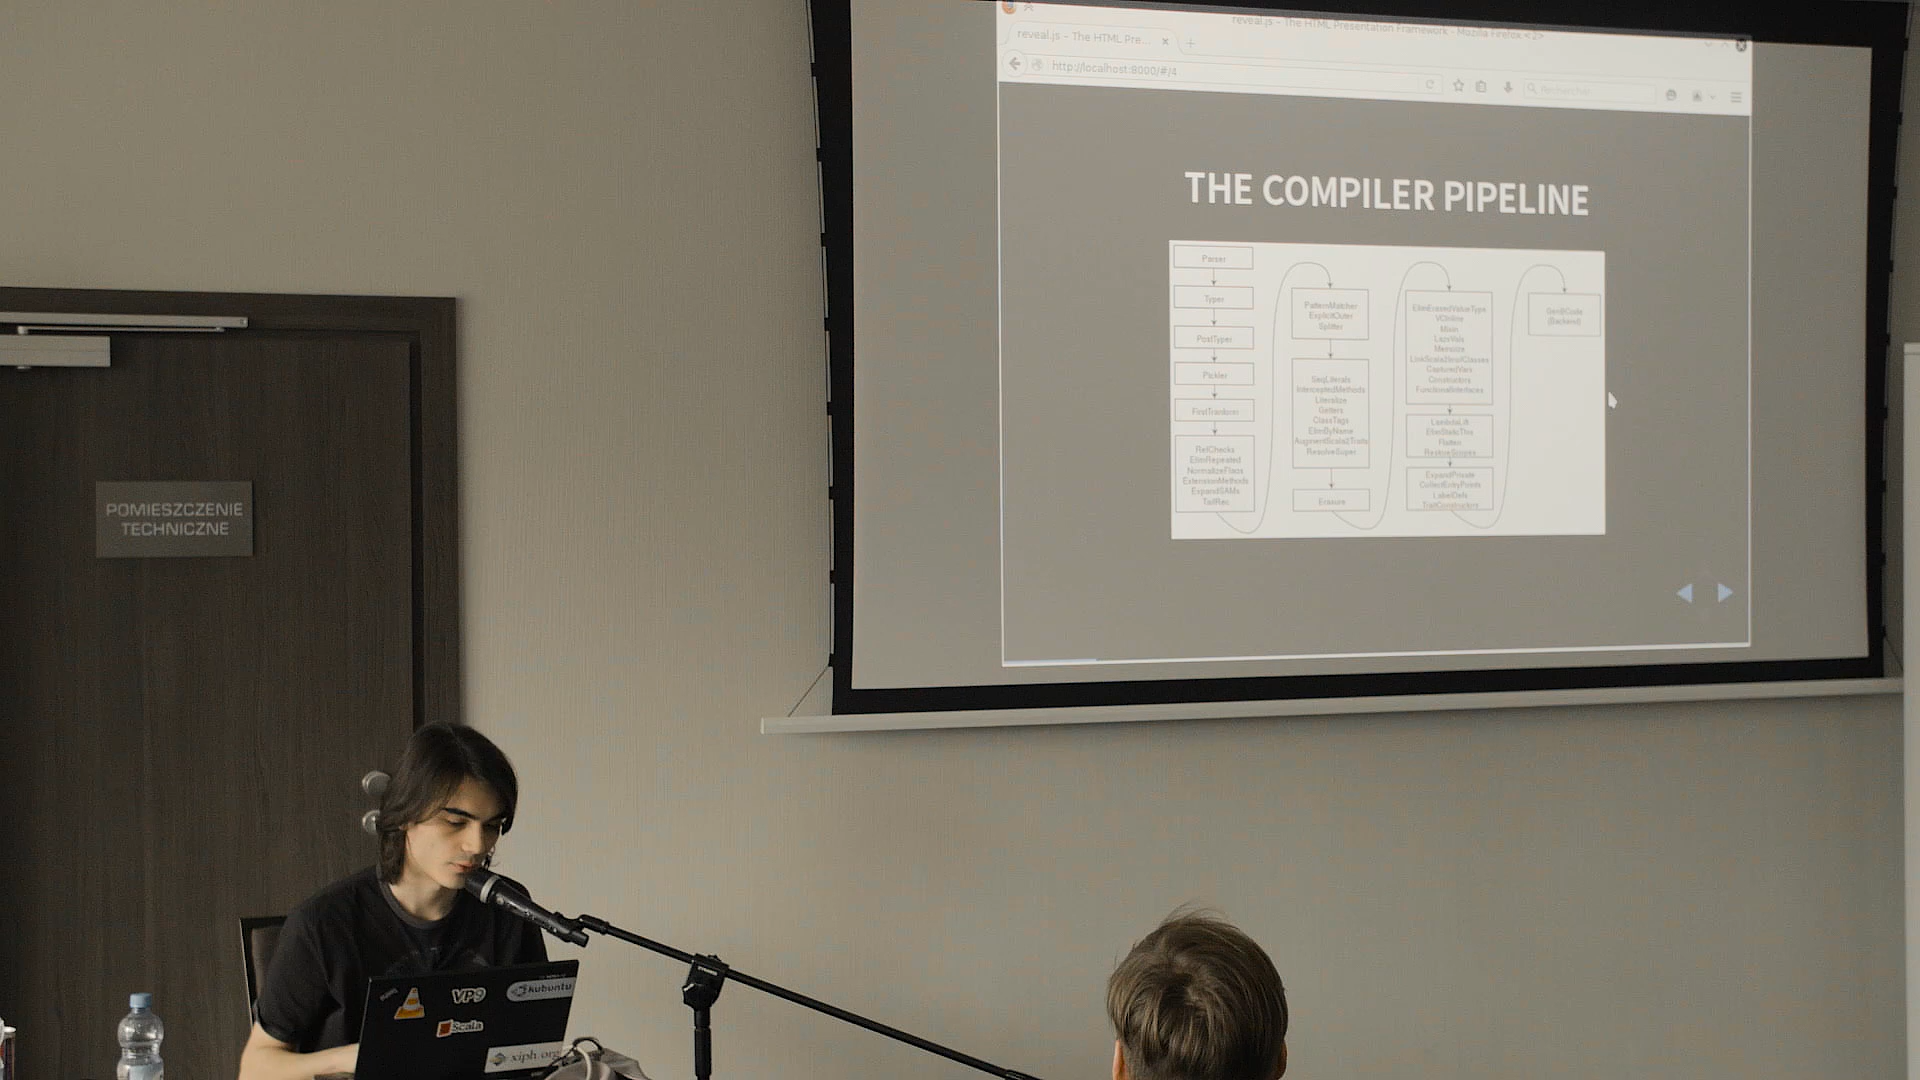 reveal.js - The HTML Presentation Framework - Mozilla Firefox <2>
reveal.js - The HTML Pre...
http://localhost:8000/#/4
THE COMPILER PIPELINE
Parser
Typer
PostTyper
Pickler
FirstTransform
RefChecks
ElimRepeated
NormalizeFlags
ExtensionMethods
ExpandSAMs
TailRec
PatternMatcher
ExplicitOuter
Splitter
SeqLiterals
InterceptedMethods
Literalize
Getters
ClassTags
ElimByName
AugmentScala2Traits
ResolveSuper
Erasure
ElimErasedValueType
VCInline
Mixin
LazyVals
Memoize
LinkScala2ImplClasses
CapturedVars
Constructors
FunctionalInterfaces
LambdaLift
ElimStaticThis
Flatten
RestoreScopes
ExpandPrivate
CollectEntryPoints
LabelDefs
TraitConstructors
GenBCode
(Backend)
POMIESZCZENIE
TECHNICZNE
VP9
kubuntu
Scala
xiph.org